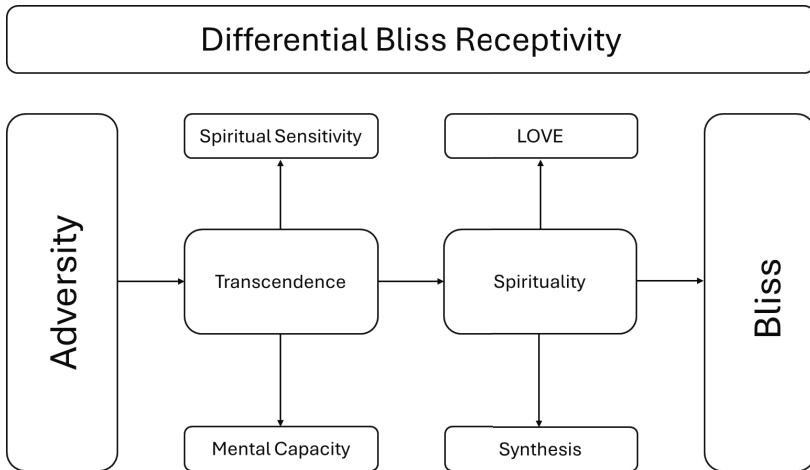 Differential Bliss Receptivity
Adversity
Spiritual Sensitivity
LOVE
Transcendence
Spirituality
Bliss
Mental Capacity
Synthesis